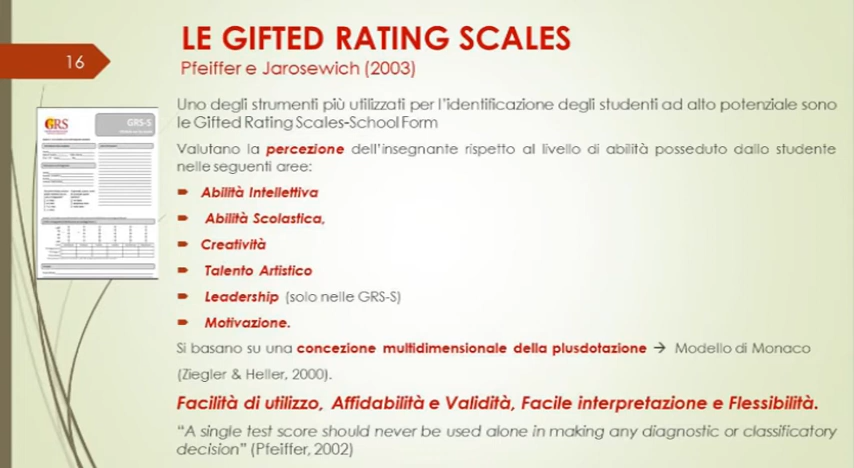 16
LE GIFTED RATING SCALES
Pfeiffer e Jarosewich (2003)
GRS
GRS-S
Uno degli strumenti più utilizzati per l'identificazione degli studenti ad alto potenziale sono
le Gifted Rating Scales-School Form
Valutano la percezione dell'insegnante rispetto al livello di abilità posseduto dallo studente
nelle seguenti aree:
Abilità Intellettiva
Abilità Scolastica,
Creatività
Talento Artistico
Leadership (solo nelle GRS-S)
Motivazione.
Si basano su una concezione multidimensionale della plusdotazione → Modello di Monaco
(Ziegler & Heller, 2000).
Facilità di utilizzo, Affidabilità e Validità, Facile interpretazione e Flessibilità.
“A single test score should never be used alone in making any diagnostic or classificatory
decision” (Pfeiffer, 2002)